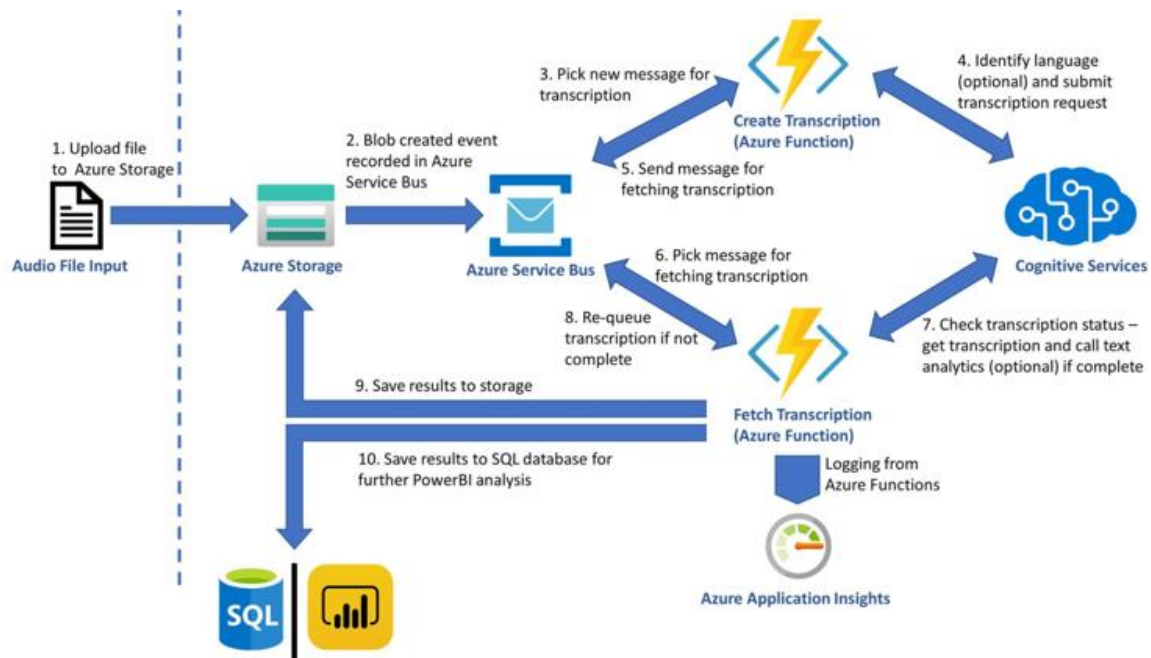 1. Upload file
to Azure Storage
Audio File Input
Azure Storage
2. Blob created event
recorded in Azure
Service Bus
Azure Service Bus
3. Pick new message for
transcription
Create Transcription
(Azure Function)
4. Identify language
(optional) and submit
transcription request
5. Send message for
fetching transcription
Cognitive Services
6. Pick message for
fetching transcription
7. Check transcription status –
get transcription and call text
analytics (optional) if complete
8. Re-queue
transcription if not
complete
Fetch Transcription
(Azure Function)
9. Save results to storage
10. Save results to SQL database for
further PowerBI analysis
Logging from
Azure Functions
Azure Application Insights
SQL